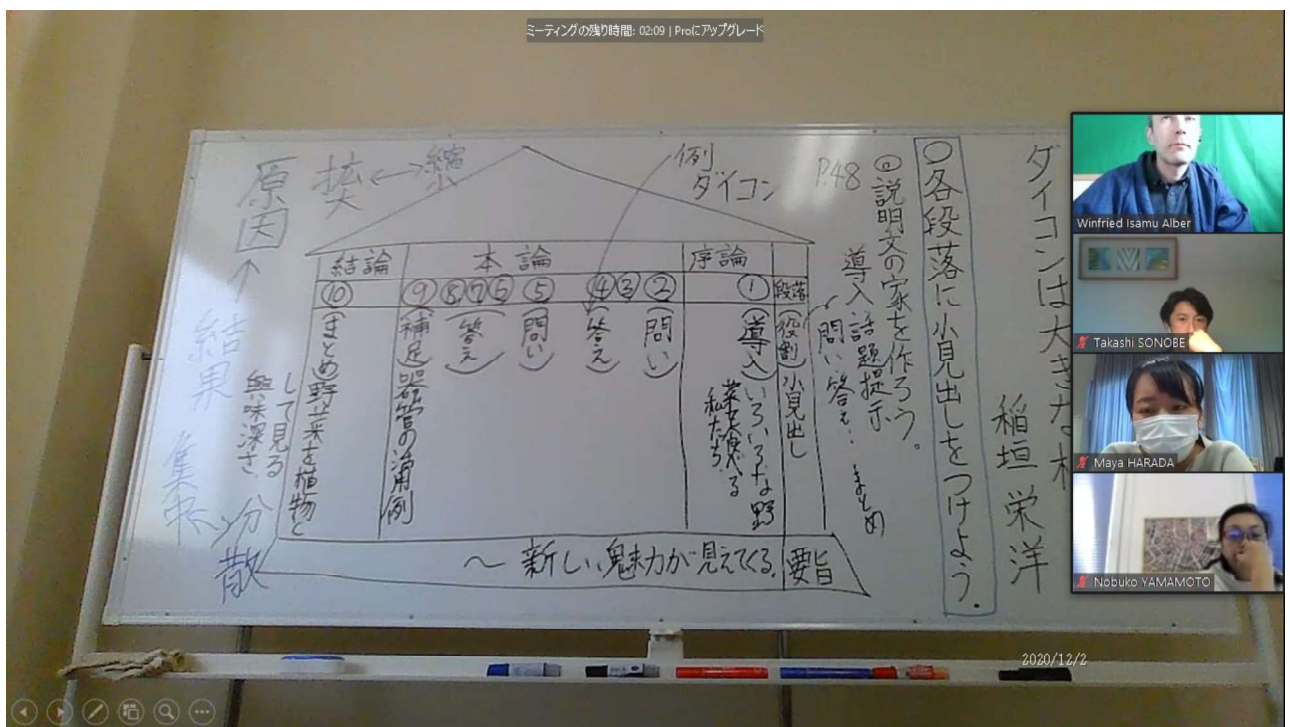 ミーティングの残り時間: 02:09 | Proにアップグレード
ダイコンは大きな根
稲垣 栄洋
○各段落に小見出しをつけよう.
P.48
@説明文の家を作ろう。
導入 話題提示
問い 答え… まとめ
例
ダイコン
拡↔縮
原因
↑
結果
集中↔分散
序論
本論
結論
段落
①
②
③④
⑤
⑥⑦⑧
⑨
⑩
(役割)小見出し
(導入)いろいろな野
菜を食べる
私たち
(問い)
(答え)
(問い)
(答え)
(補足)器官の活用例
(まとめ)野菜を植物と
して見る
興味深さ
要旨
～新しい魅力が見えてくる.
Winfried Isamu Alber
Takashi SONOBE
Maya HARADA
Nobuko YAMAMOTO
2020/12/2